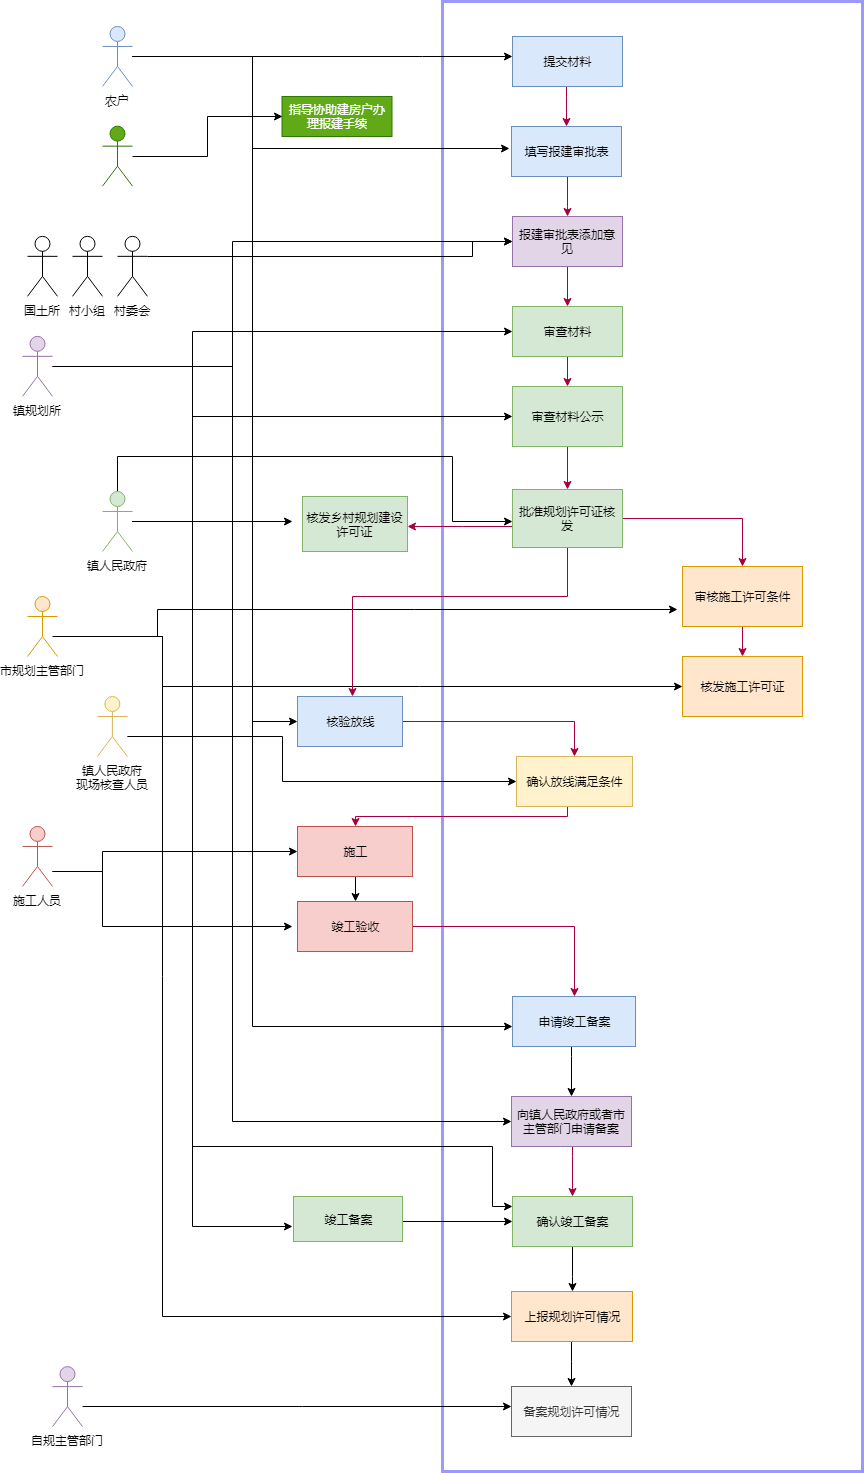 农户
提交材料
指导协助建房户办
理报建手续
填写报建审批表
报建审批表添加意
见
国土所
村小组
村委会
审查材料
镇规划所
审查材料公示
核发乡村规划建设
许可证
批准规划许可证核
发
镇人民政府
审核施工许可条件
市规划主管部门
核发施工许可证
核验放线
镇人民政府
现场核查人员
确认放线满足条件
施工
施工人员
竣工验收
申请竣工备案
向镇人民政府或者市
主管部门申请备案
竣工备案
确认竣工备案
上报规划许可情况
备案规划许可情况
自规主管部门